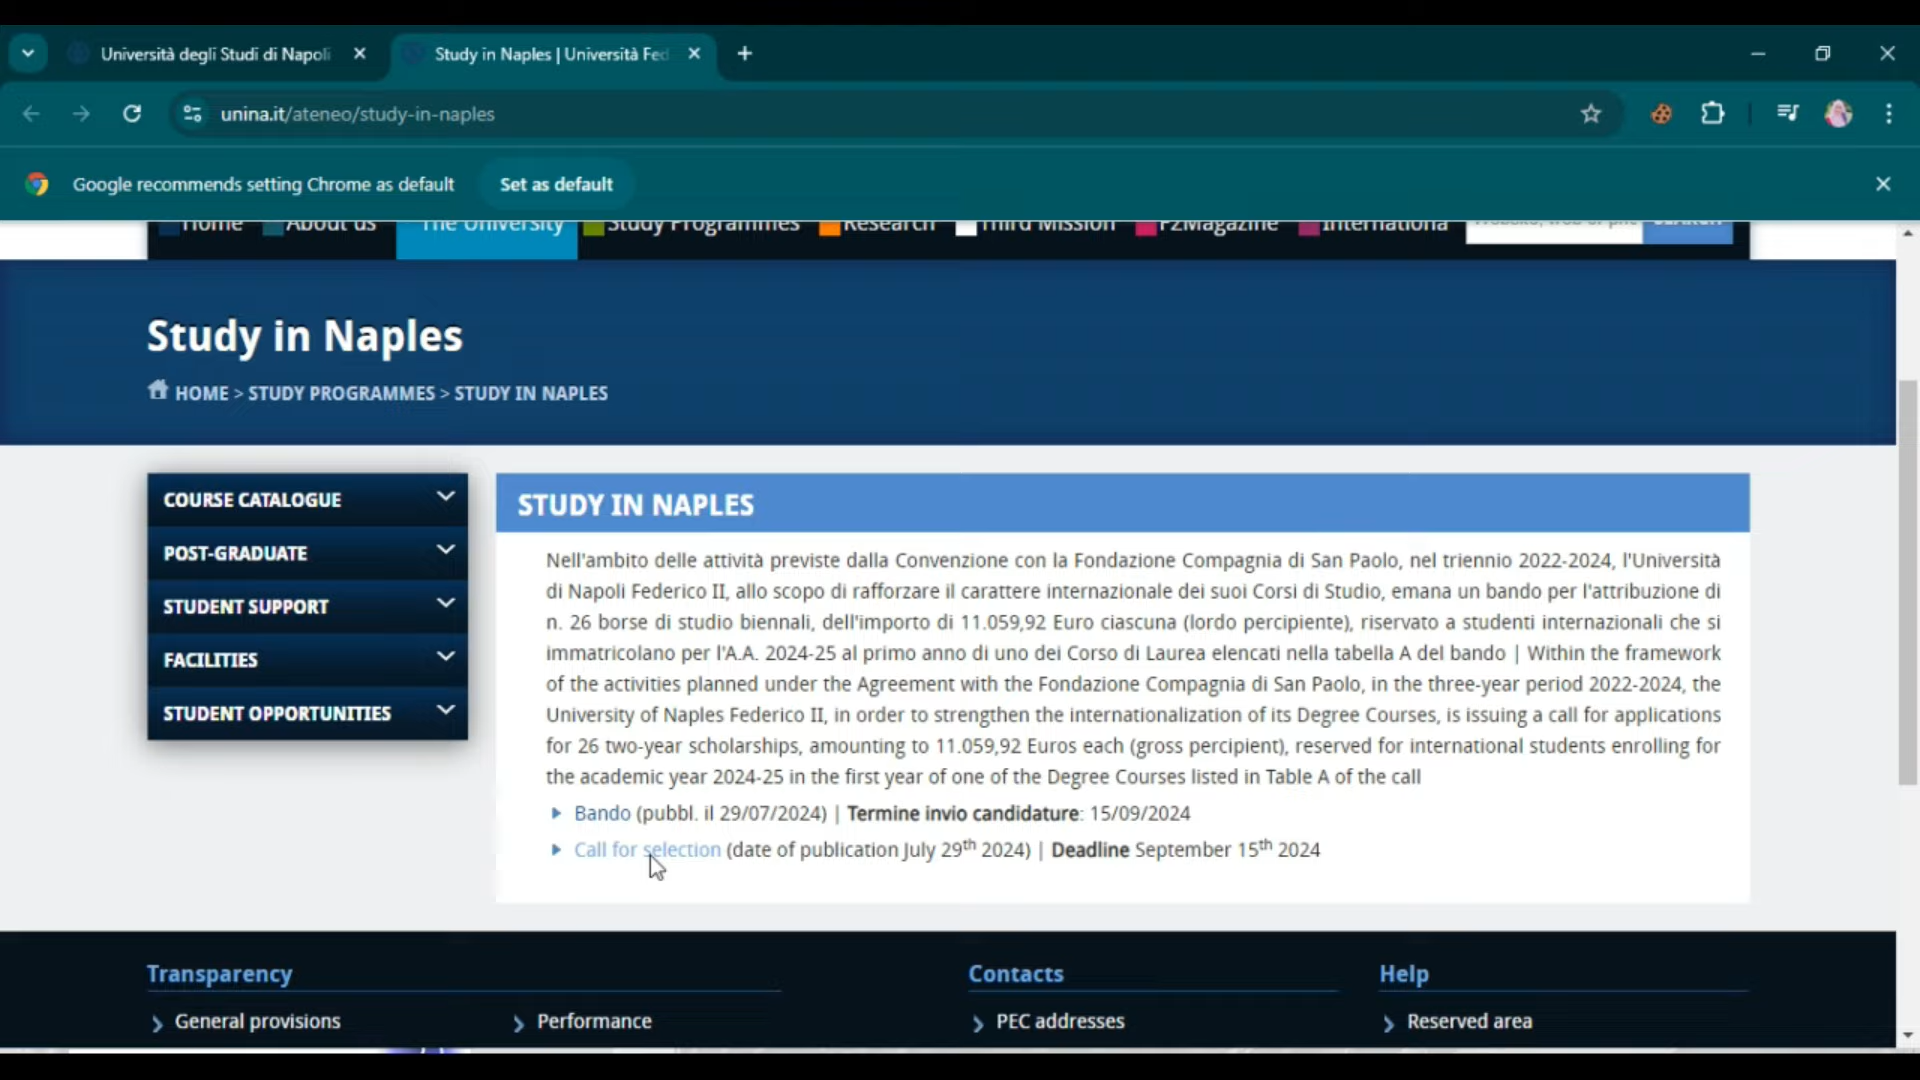 Università degli Studi di Napoli
Study in Naples | Università Fed
unina.it/ateneo/study-in-naples
Google recommends setting Chrome as default
Set as default
Home About us The University Study Programmes Research Third Mission F2Magazine Internationa
Study in Naples
HOME > STUDY PROGRAMMES > STUDY IN NAPLES
COURSE CATALOGUE
POST-GRADUATE
STUDENT SUPPORT
FACILITIES
STUDENT OPPORTUNITIES
STUDY IN NAPLES
Nell'ambito delle attività previste dalla Convenzione con la Fondazione Compagnia di San Paolo, nel triennio 2022-2024, l'Università
di Napoli Federico II, allo scopo di rafforzare il carattere internazionale dei suoi Corsi di Studio, emana un bando per l'attribuzione di
n. 26 borse di studio biennali, dell'importo di 11.059,92 Euro ciascuna (lordo percipiente), riservato a studenti internazionali che si
immatricolano per l'A.A. 2024-25 al primo anno di uno dei Corso di Laurea elencati nella tabella A del bando | Within the framework
of the activities planned under the Agreement with the Fondazione Compagnia di San Paolo, in the three-year period 2022-2024, the
University of Naples Federico II, in order to strengthen the internationalization of its Degree Courses, is issuing a call for applications
for 26 two-year scholarships, amounting to 11.059,92 Euros each (gross percipient), reserved for international students enrolling for
the academic year 2024-25 in the first year of one of the Degree Courses listed in Table A of the call
Bando (pubbl. il 29/07/2024) | Termine invio candidature: 15/09/2024
Call for selection (date of publication July 29th 2024) | Deadline September 15th 2024
Transparency
General provisions
Performance
Contacts
PEC addresses
Help
Reserved area